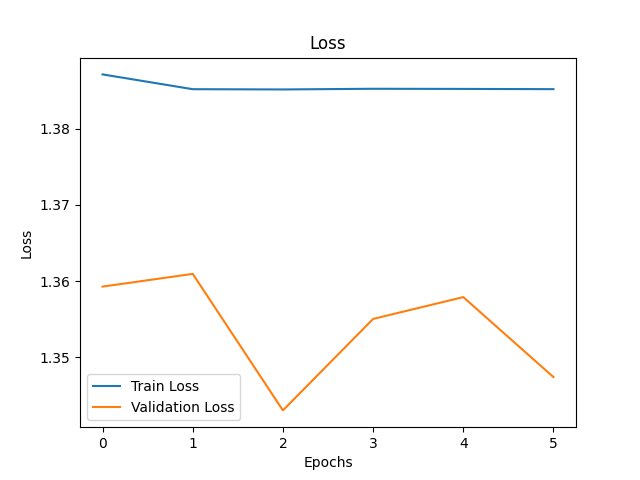 Loss
1.38
1.37
1.36
1.35
Loss
Train Loss
Validation Loss
0 1 2 3 4 5
Epochs